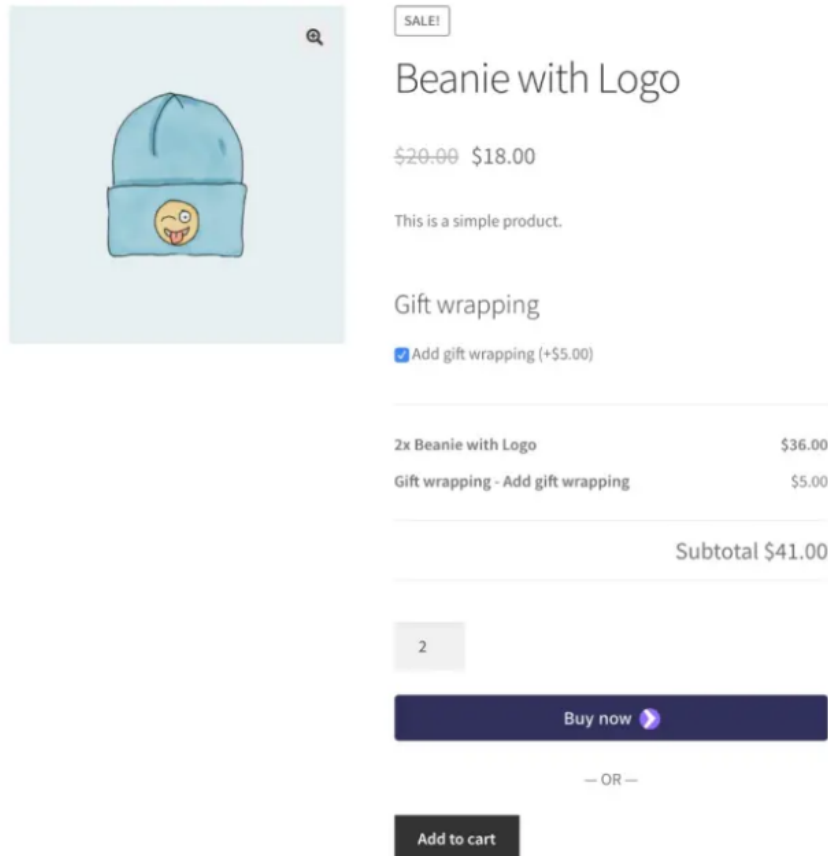 SALE!
Beanie with Logo
$20.00 $18.00
This is a simple product.
Gift wrapping
Add gift wrapping (+$5.00)
2x Beanie with Logo $36.00
Gift wrapping - Add gift wrapping $5.00
Subtotal $41.00
2
Buy now
— OR —
Add to cart